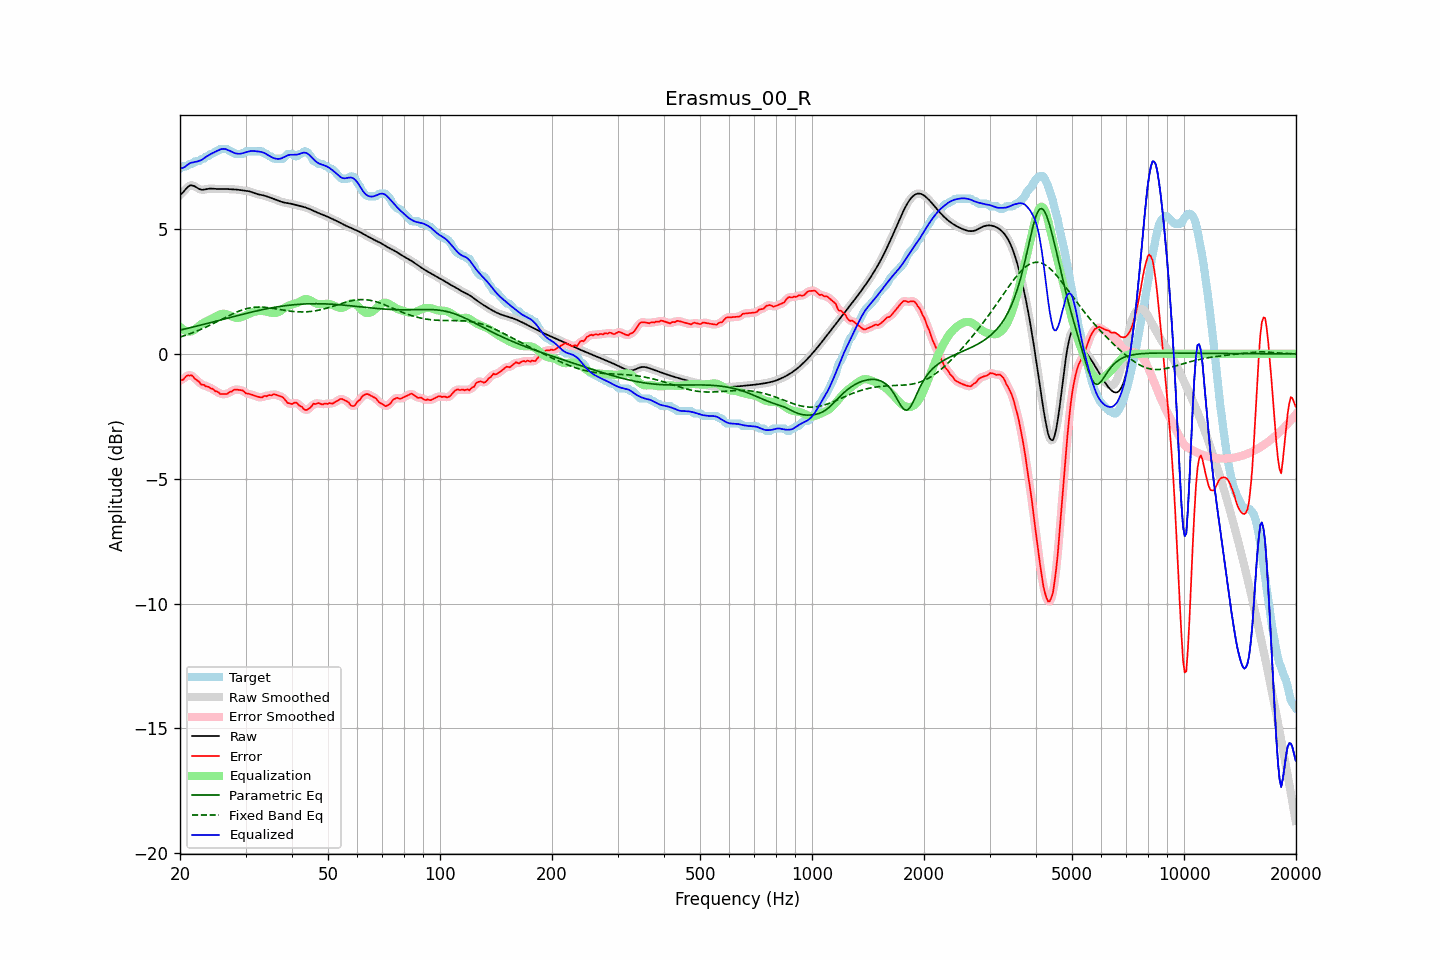 Erasmus_00_R
Amplitude (dBr)
5
0
−5
−10
−15
−20
Target
Raw Smoothed
Error Smoothed
Raw
Error
Equalization
Parametric Eq
Fixed Band Eq
Equalized
20 50 100 200 500 1000 2000 5000 10000 20000
Frequency (Hz)